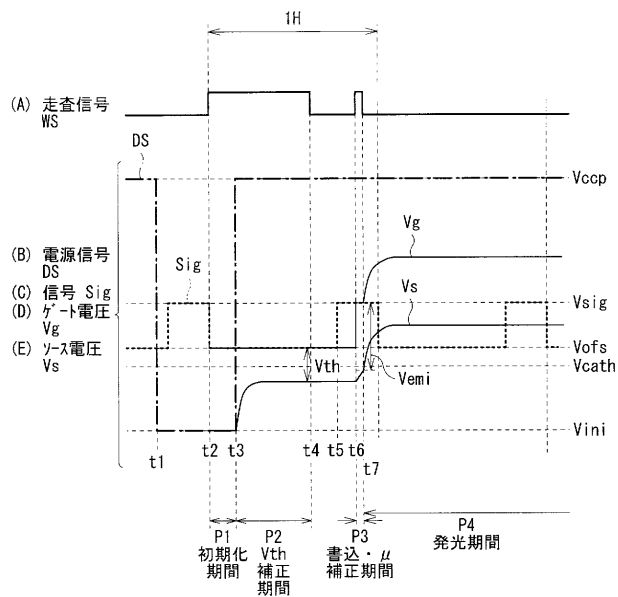 1H
(A) 走査信号
WS
DS
Vccp
Vg
(B) 電源信号
DS
Sig
(C) 信号 Sig
Vs
Vsig
(D) ゲート電圧
Vg
(E) ソース電圧
Vs
Vofs
Vth
Vcath
Vemi
Vini
t1 t2 t3 t4 t5 t6
t7
P1
初期化
期間
P2
Vth
補正
期間
P3
書込・μ
補正期間
P4
発光期間